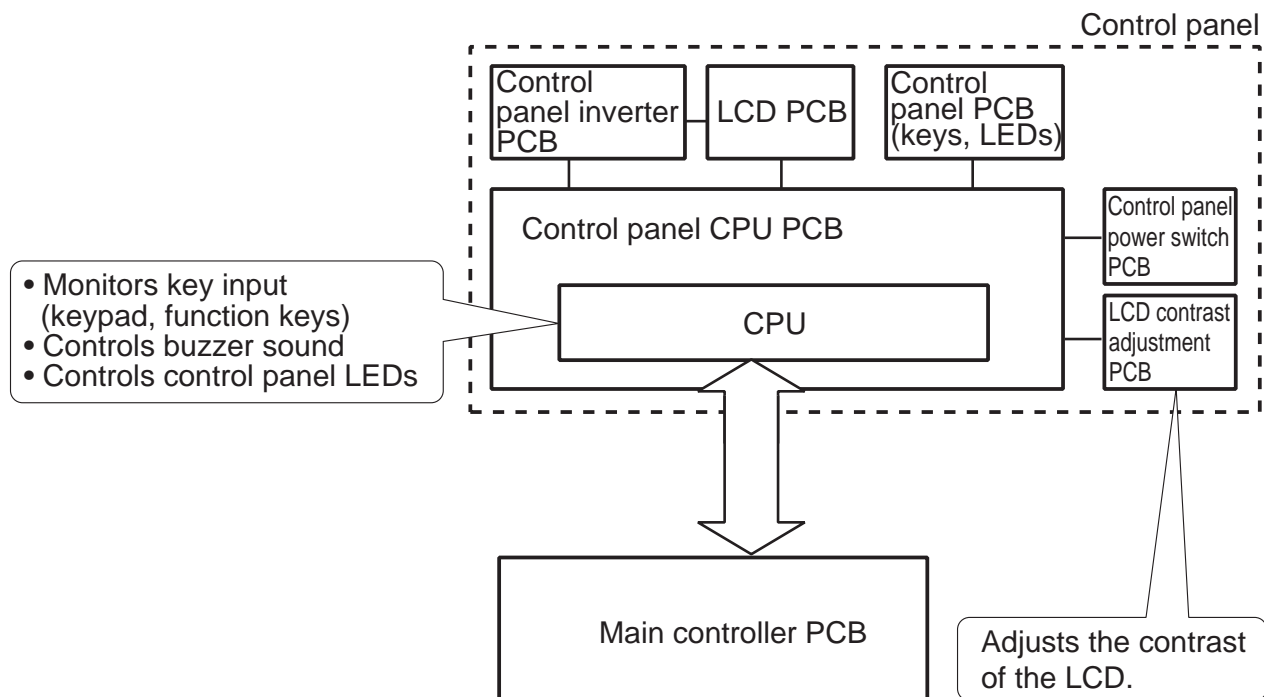 Control panel
Control
panel inverter
PCB
LCD PCB
Control
panel PCB
(keys, LEDs)
Control panel CPU PCB
Control panel
power switch
PCB
• Monitors key input
(keypad, function keys)
• Controls buzzer sound
• Controls control panel LEDs
CPU
LCD contrast
adjustment
PCB
Main controller PCB
Adjusts the contrast
of the LCD.